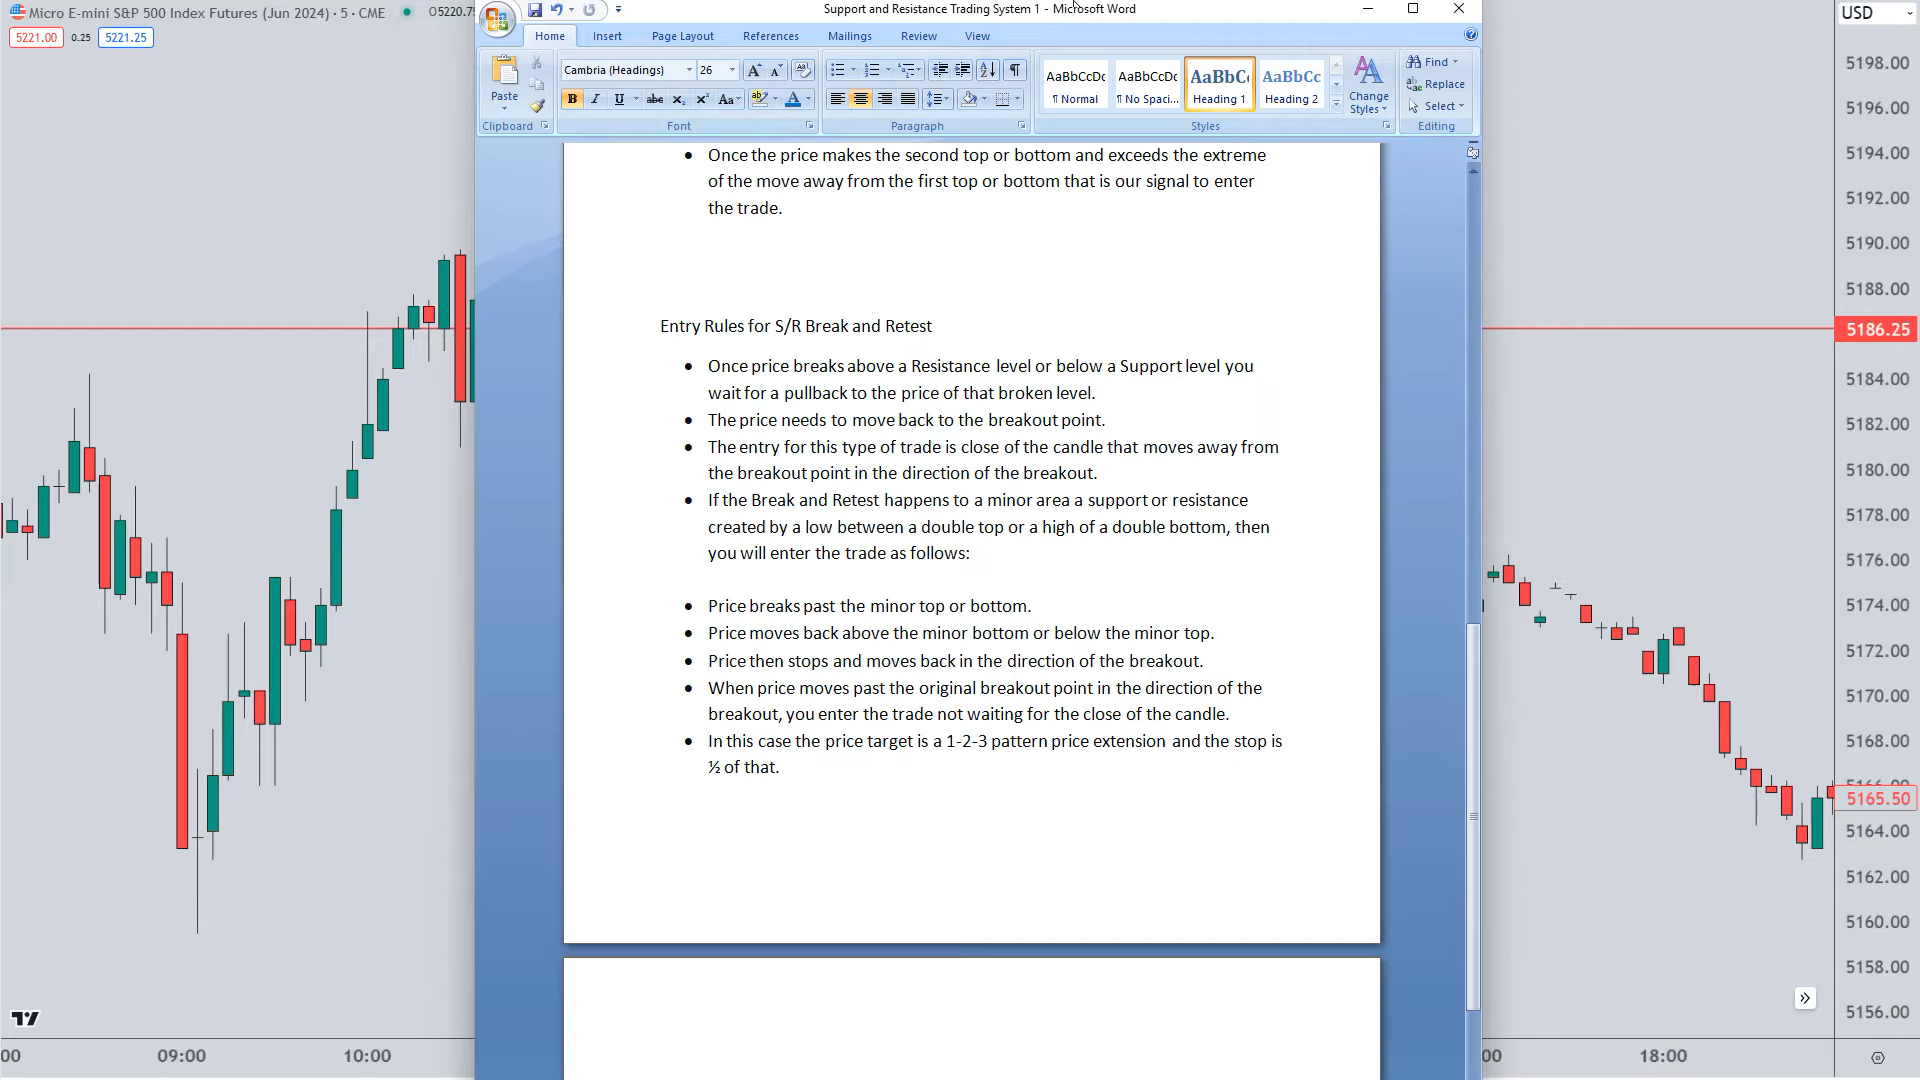 Micro E-mini S&P 500 Index Futures (Jun 2024) · 5 · CME
O5220.75
5221.00 0.25 5221.25
Support and Resistance Trading System 1 - Microsoft Word
Home Insert Page Layout References Mailings Review View
Paste
Clipboard
Cambria (Headings) 26
Font
Paragraph
AaBbCcDc AaBbCcDc AaBbC AaBbCc
¶ Normal ¶ No Spaci... Heading 1 Heading 2
Change Styles
Styles
Find
Replace
Select
Editing
• Once the price makes the second top or bottom and exceeds the extreme
of the move away from the first top or bottom that is our signal to enter
the trade.
Entry Rules for S/R Break and Retest
• Once price breaks above a Resistance level or below a Support level you
wait for a pullback to the price of that broken level.
• The price needs to move back to the breakout point.
• The entry for this type of trade is close of the candle that moves away from
the breakout point in the direction of the breakout.
• If the Break and Retest happens to a minor area a support or resistance
created by a low between a double top or a high of a double bottom, then
you will enter the trade as follows:
• Price breaks past the minor top or bottom.
• Price moves back above the minor bottom or below the minor top.
• Price then stops and moves back in the direction of the breakout.
• When price moves past the original breakout point in the direction of the
breakout, you enter the trade not waiting for the close of the candle.
• In this case the price target is a 1-2-3 pattern price extension and the stop is
½ of that.
USD
5198.00
5196.00
5194.00
5192.00
5190.00
5188.00
5186.25
5184.00
5182.00
5180.00
5178.00
5176.00
5174.00
5172.00
5170.00
5168.00
5166.00
5165.50
5164.00
5162.00
5160.00
5158.00
5156.00
00 09:00 10:00 00 18:00